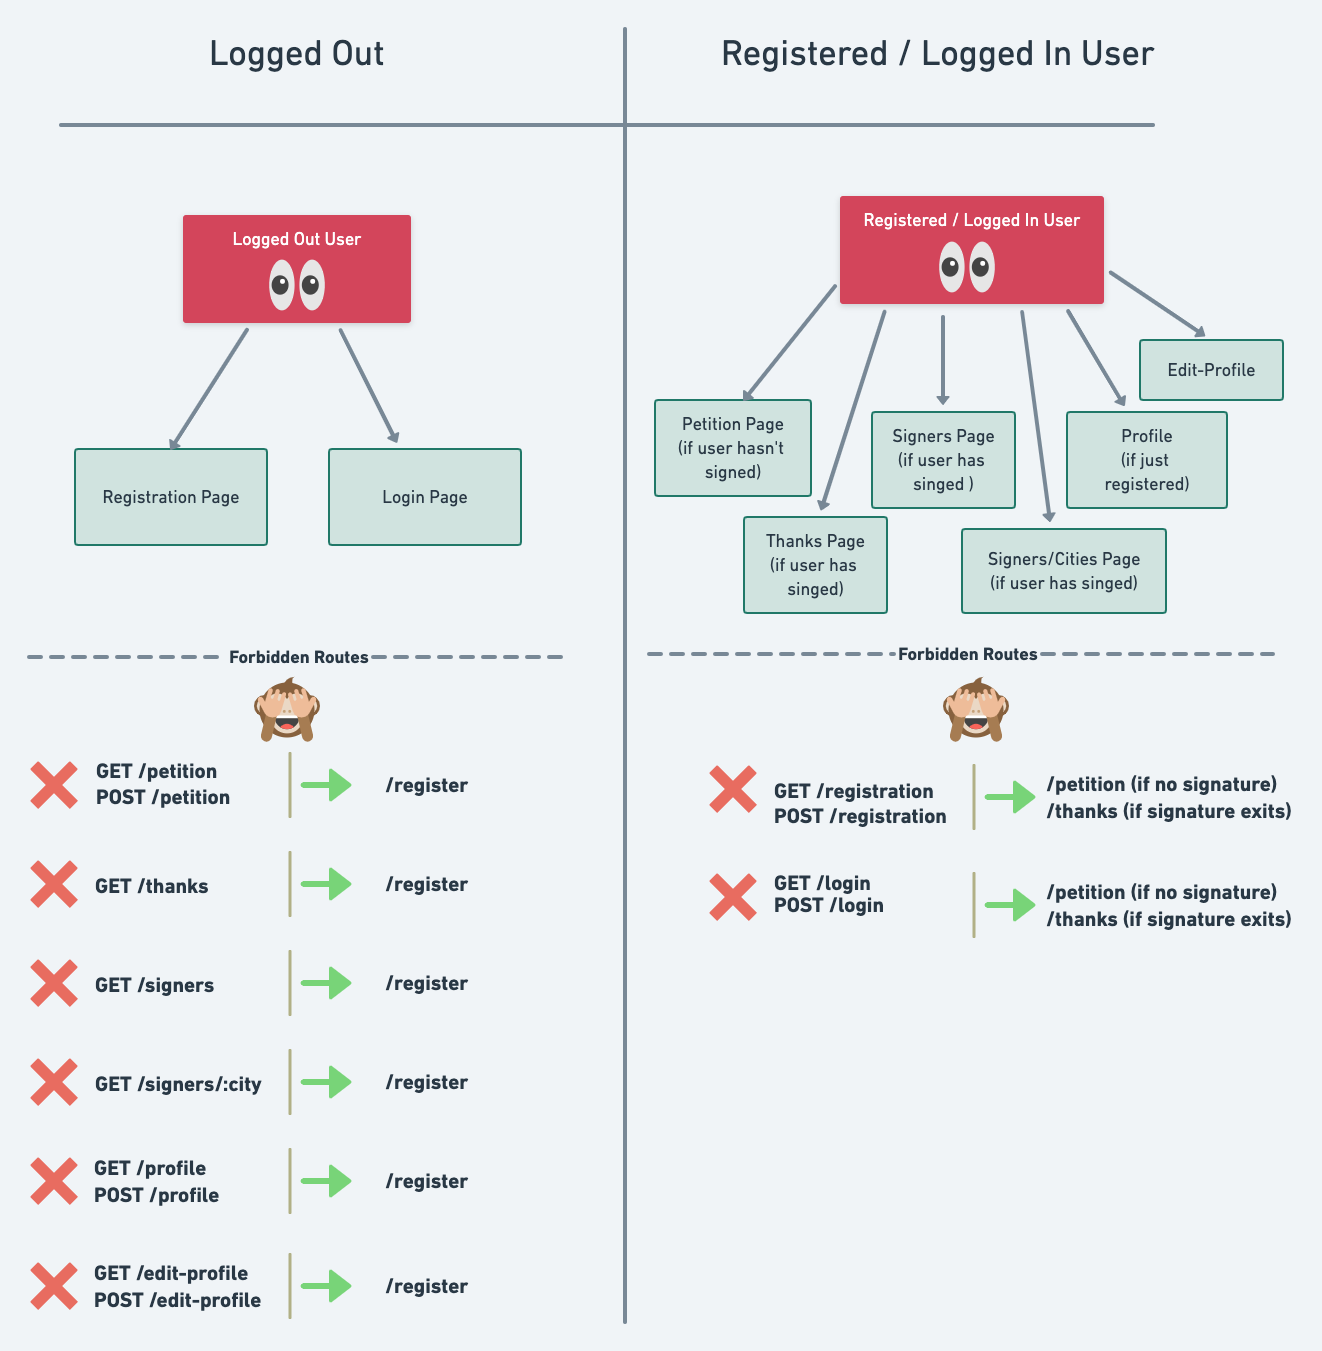 Logged Out
Logged Out User
Registration Page
Login Page
Forbidden Routes
GET /petition
POST /petition
/register
GET /thanks
/register
GET /signers
/register
GET /signers/:city
/register
GET /profile
POST /profile
/register
GET /edit-profile
POST /edit-profile
/register
Registered / Logged In User
Registered / Logged In User
Edit-Profile
Petition Page
(if user hasn't
signed)
Signers Page
(if user has
singed )
Profile
(if just
registered)
Thanks Page
(if user has
singed)
Signers/Cities Page
(if user has singed)
Forbidden Routes
GET /registration
POST /registration
/petition (if no signature)
/thanks (if signature exits)
GET /login
POST /login
/petition (if no signature)
/thanks (if signature exits)